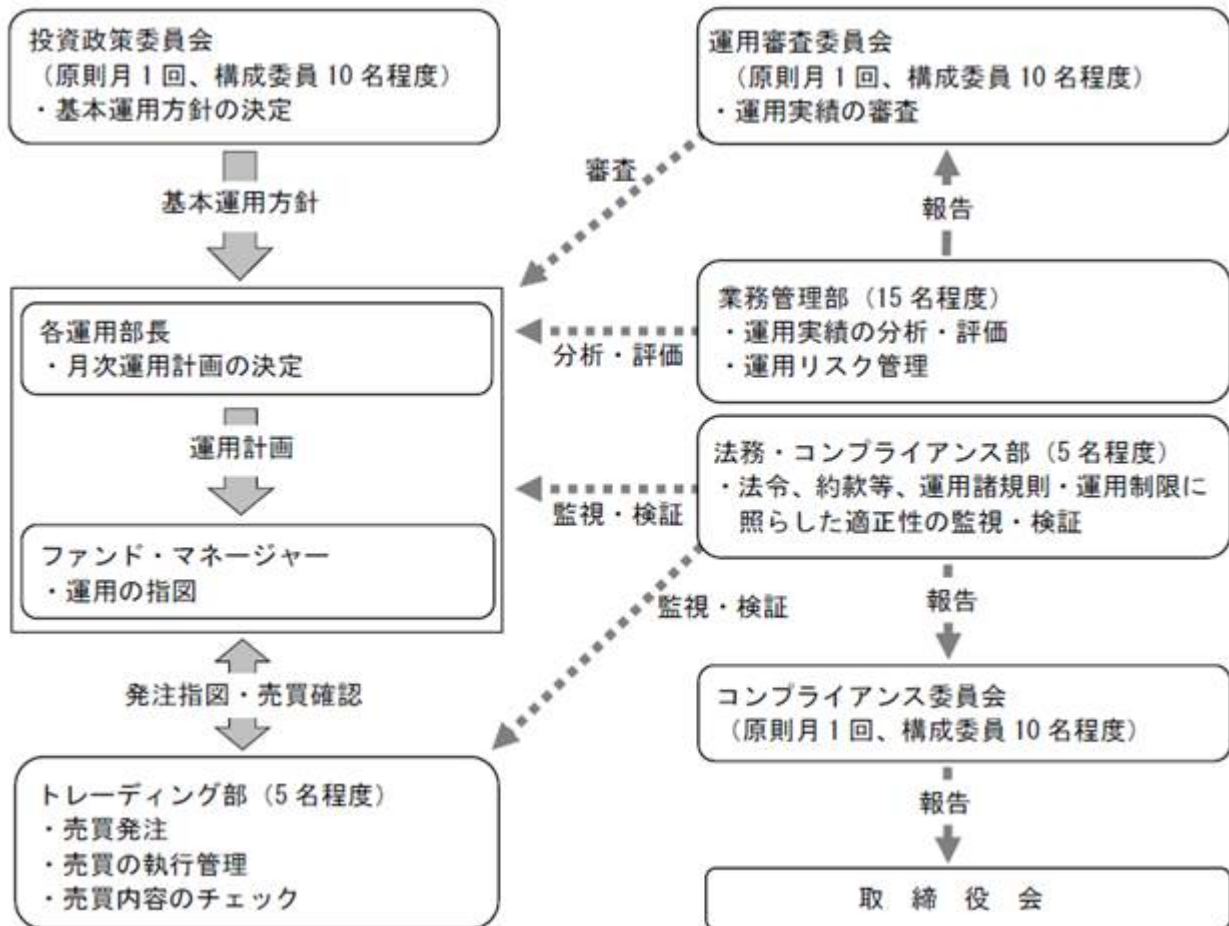 投資政策委員会
（原則月１回、構成委員 10 名程度）
・基本運用方針の決定
基本運用方針
各運用部長
・月次運用計画の決定
運用計画
ファンド・マネージャー
・運用の指図
発注指図・売買確認
トレーディング部（5 名程度）
・売買発注
・売買の執行管理
・売買内容のチェック
運用審査委員会
（原則月１回、構成委員 10 名程度）
・運用実績の審査
審査
報告
業務管理部（15 名程度）
・運用実績の分析・評価
・運用リスク管理
分析・評価
法務・コンプライアンス部（5 名程度）
・法令、約款等、運用諸規則・運用制限に
照らした適正性の監視・検証
監視・検証
監視・検証
報告
コンプライアンス委員会
（原則月１回、構成委員 10 名程度）
報告
取 締 役 会